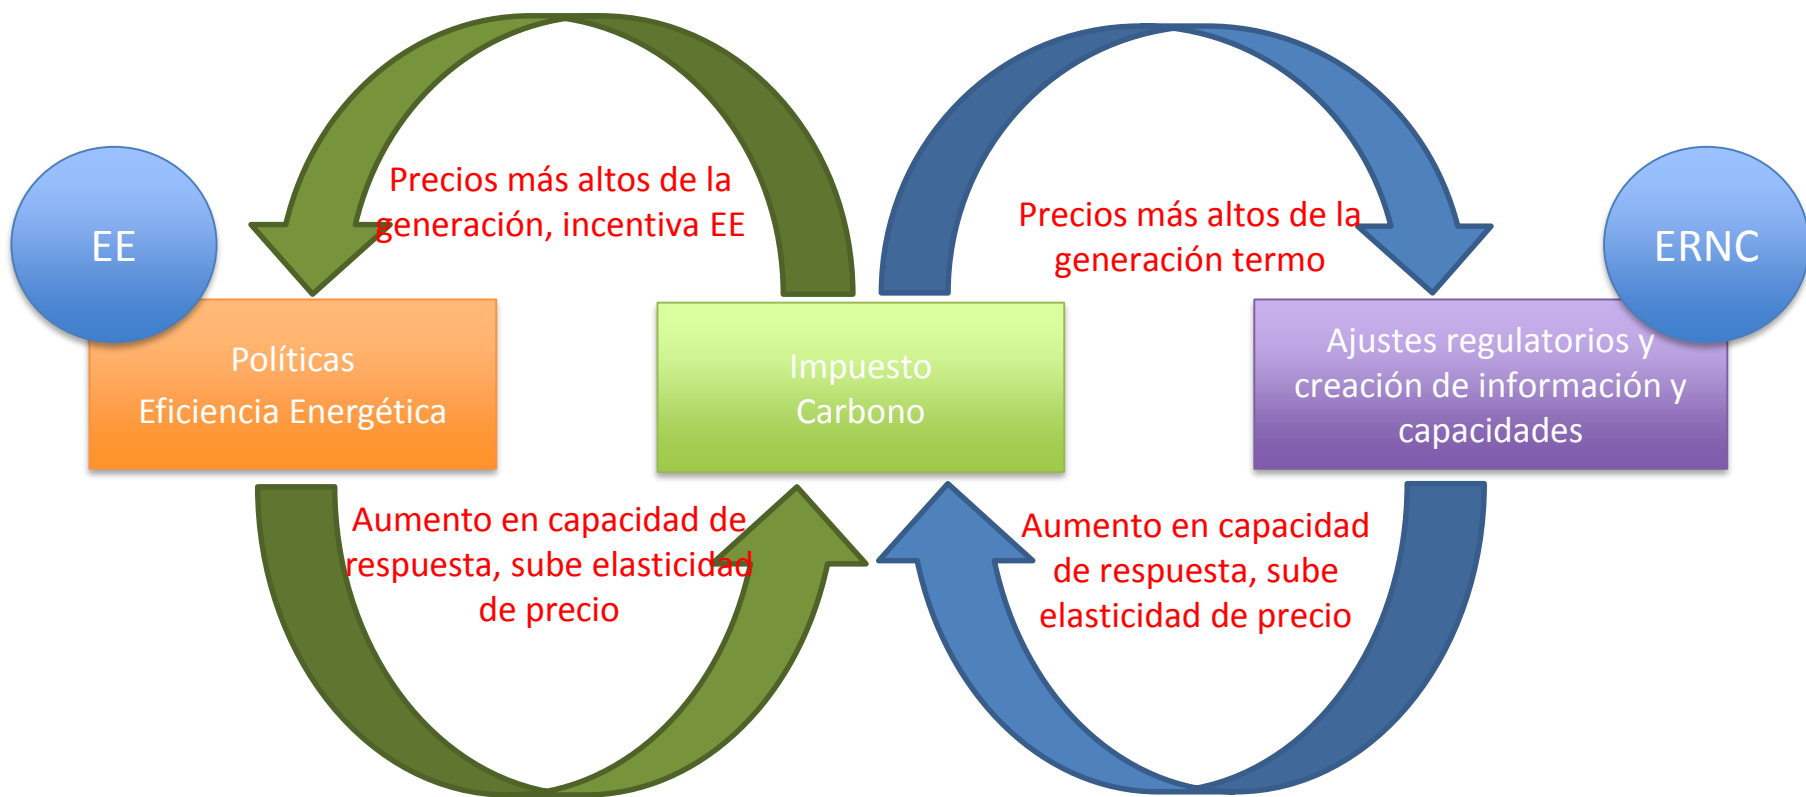 EE
Políticas
Eficiencia Energética
Precios más altos de la
generación, incentiva EE
Impuesto
Carbono
Precios más altos de la
generación termo
ERNC
Ajustes regulatorios y
creación de información y
capacidades
Aumento en capacidad de
respuesta, sube elasticidad
de precio
Aumento en capacidad
de respuesta, sube
elasticidad de precio